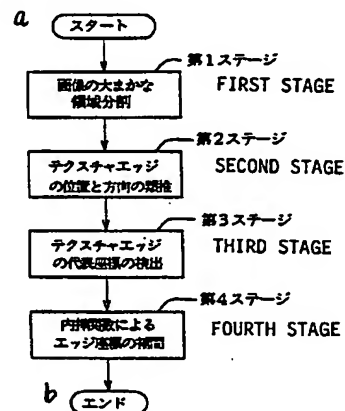 a スタート
第1ステージ
画像の大まかな FIRST STAGE
領域分割
第2ステージ
テクスチャエッジ SECOND STAGE
の位置と方向の類推
第3ステージ
テクスチャエッジ THIRD STAGE
の代表座標の検出
第4ステージ
内挿関数による FOURTH STAGE
エッジ座標の補間
b エンド